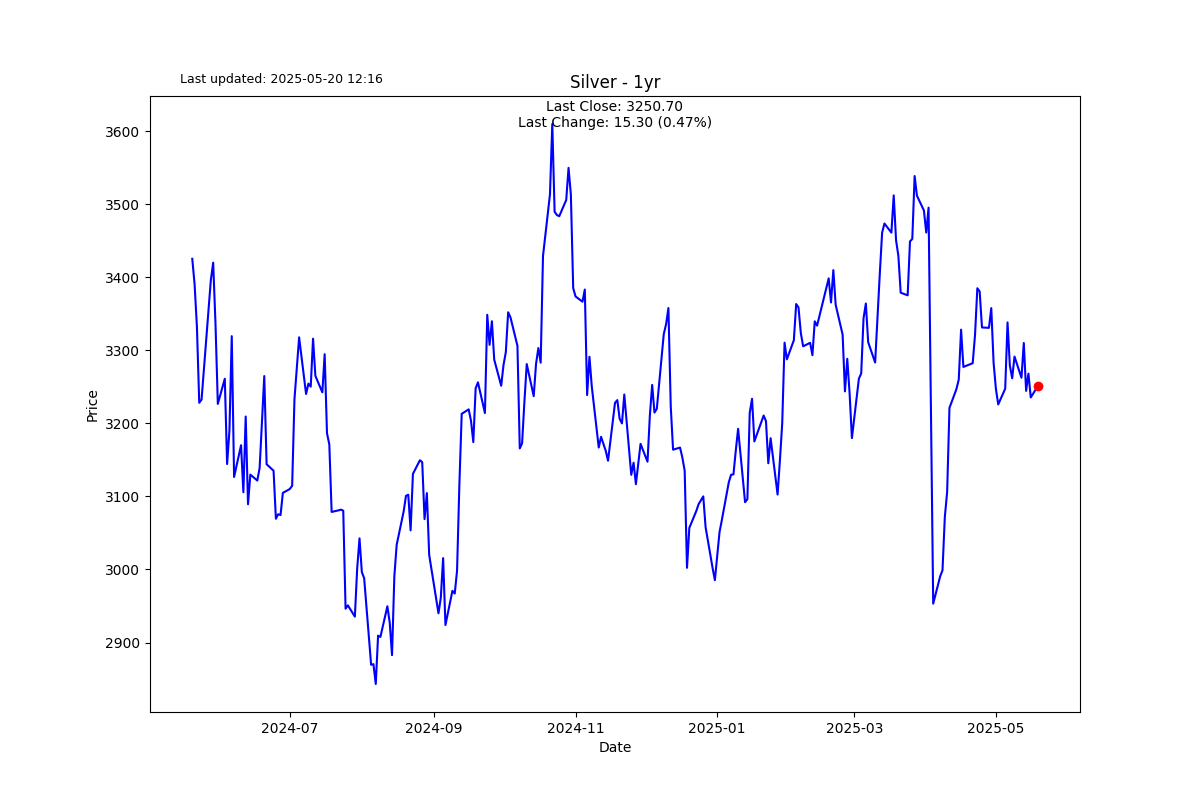 Last updated: 2025-05-20 12:16
Silver - 1yr
Last Close: 3250.70
Last Change: 15.30 (0.47%)
3600
3500
3400
3300
3200
3100
3000
2900
Price
2024-07
2024-09
2024-11
2025-01
2025-03
2025-05
Date